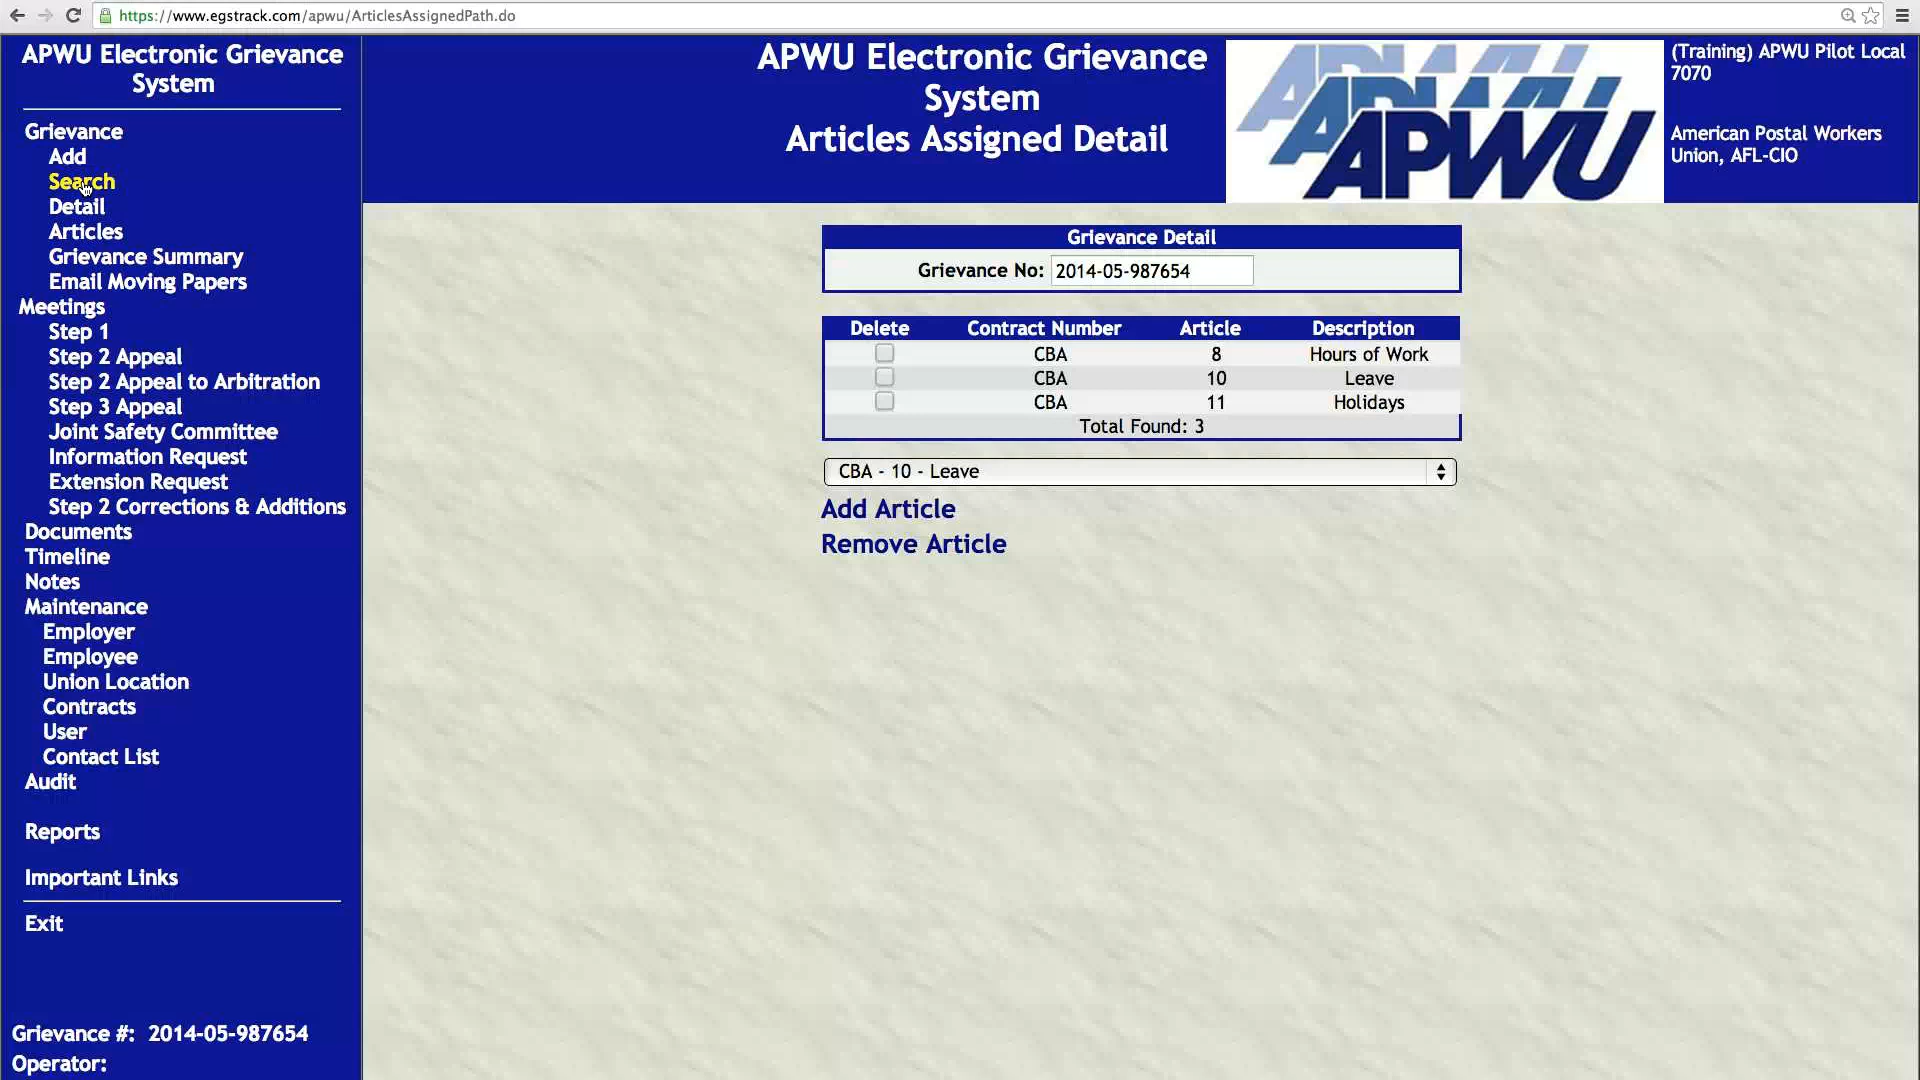 https://www.egstrack.com/apwu/ArticlesAssignedPath.do
APWU Electronic Grievance
System
Grievance
Add
Search
Detail
Articles
Grievance Summary
Email Moving Papers
Meetings
Step 1
Step 2 Appeal
Step 2 Appeal to Arbitration
Step 3 Appeal
Joint Safety Committee
Information Request
Extension Request
Step 2 Corrections & Additions
Documents
Timeline
Notes
Maintenance
Employer
Employee
Union Location
Contracts
User
Contact List
Audit
Reports
Important Links
Exit
Grievance #: 2014-05-987654
Operator:
APWU Electronic Grievance
System
Articles Assigned Detail
APWU
(Training) APWU Pilot Local
7070
American Postal Workers
Union, AFL-CIO
Grievance Detail
Grievance No: 2014-05-987654
Delete Contract Number Article Description
CBA 8 Hours of Work
CBA 10 Leave
CBA 11 Holidays
Total Found: 3
CBA - 10 - Leave
Add Article
Remove Article